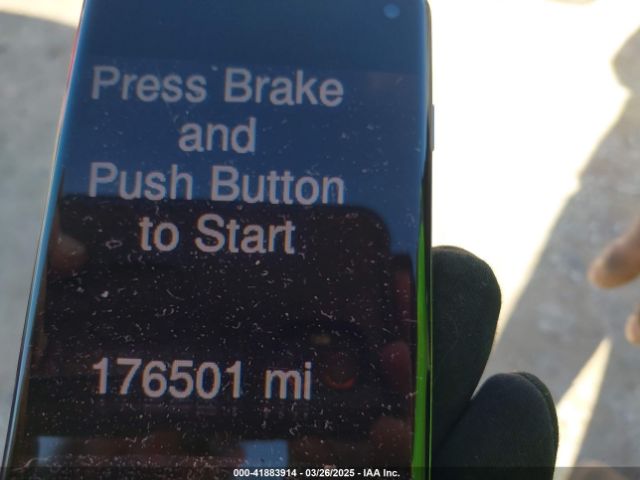 Press Brake
and
Push Button
to Start
176501 mi
000-41883914 - 03/26/2025 - IAA Inc.